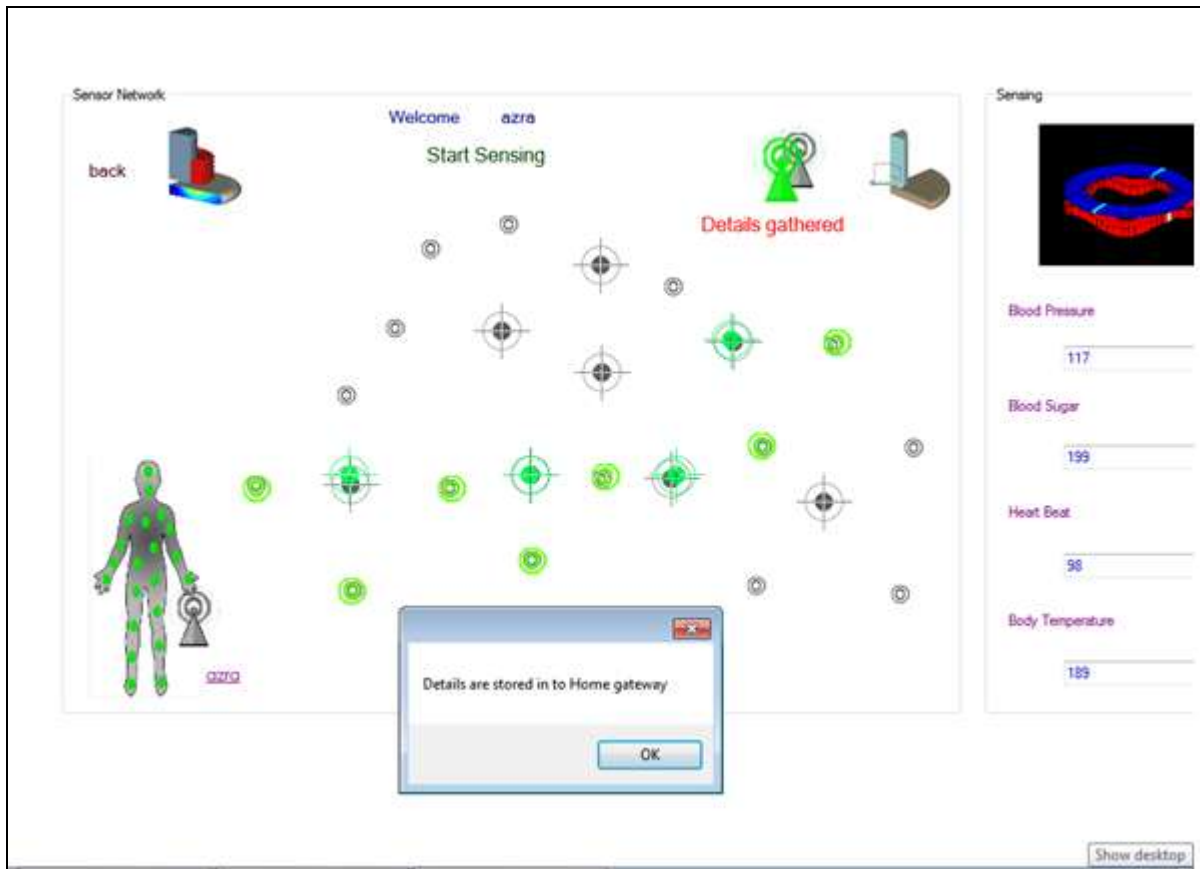 Sensor Network
Welcome azra
Start Sensing
back
Details gathered
azra
Details are stored in to Home gateway
OK
Sensing
Blood Pressure
117
Blood Sugar
199
Heart Beat
98
Body Temperature
189
Show desktop